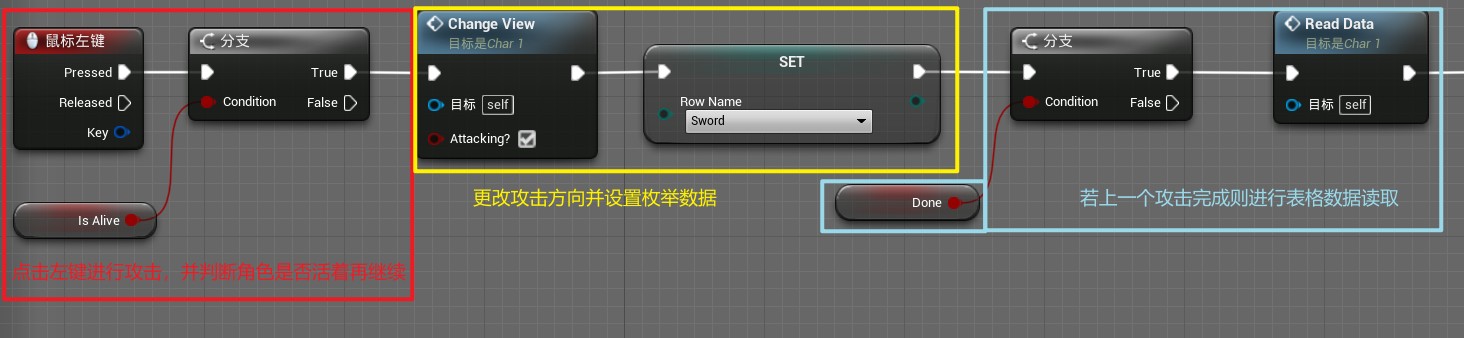 鼠标左键
Pressed
Released
Key
Is Alive
分支
True
Condition
False
点击左键进行攻击，并判断角色是否活着再继续
Change View
目标是Char 1
目标 self
Attacking?
SET
Row Name
Sword
更改攻击方向并设置枚举数据
Done
分支
True
Condition
False
Read Data
目标是Char 1
目标 self
若上一个攻击完成则进行表格数据读取